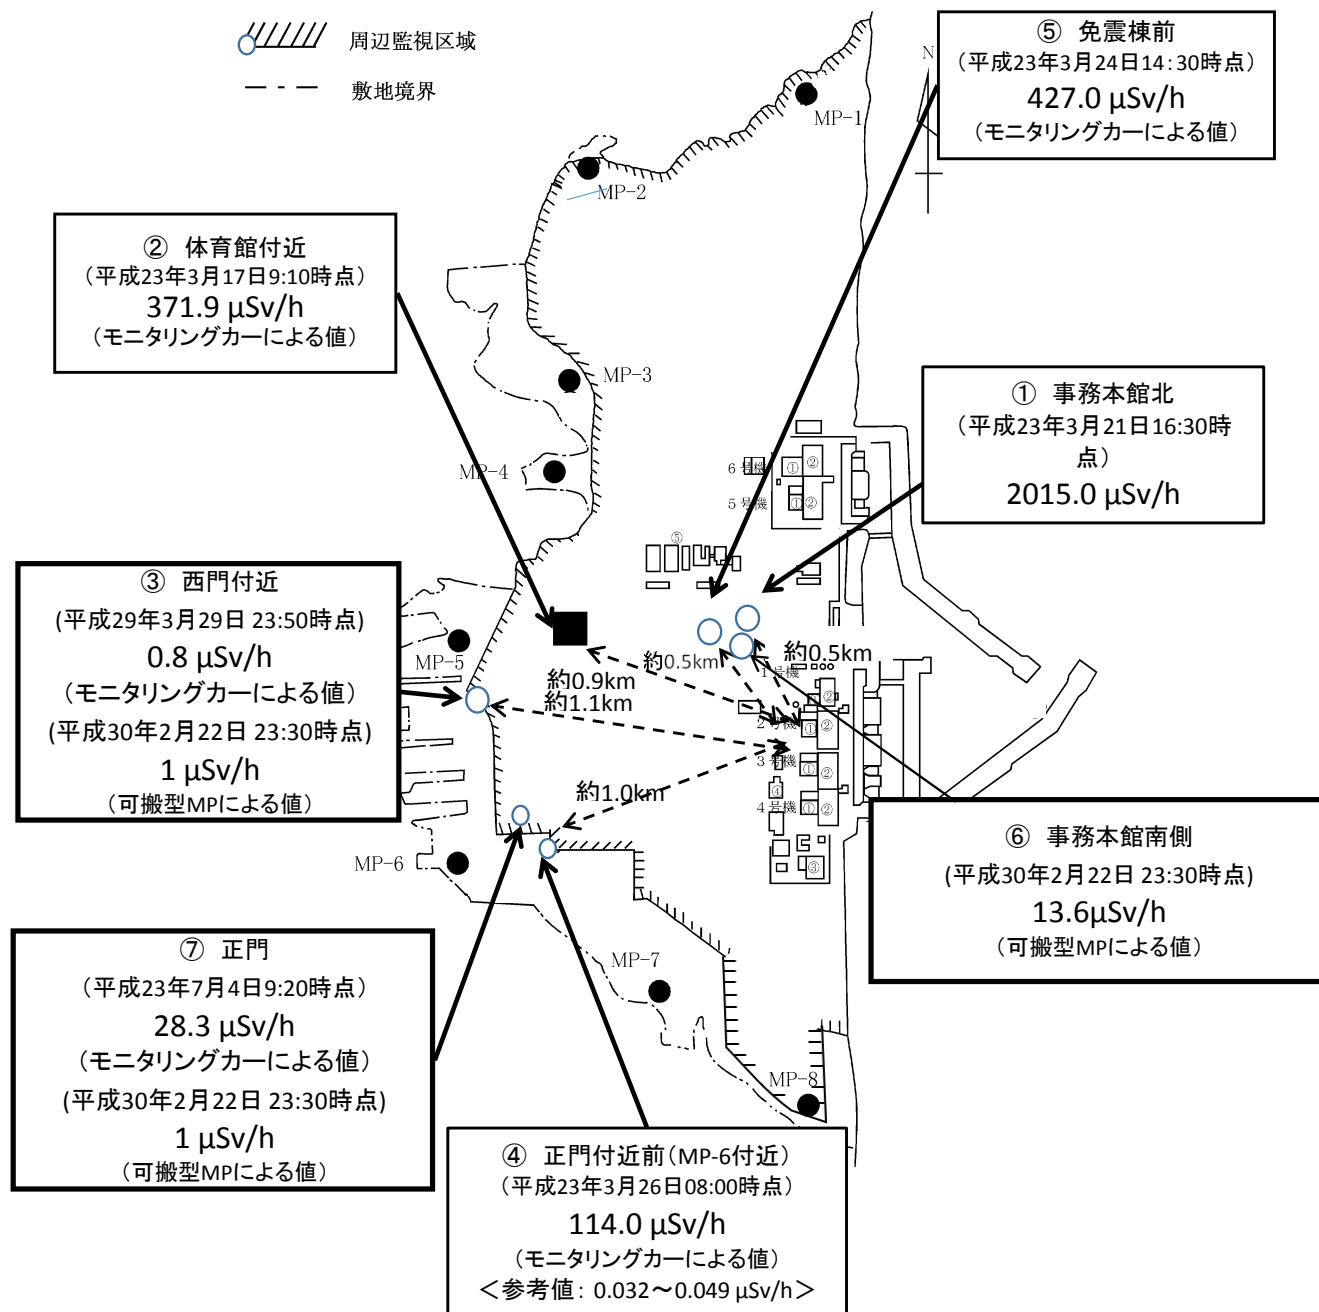 周辺監視区域
敷地境界
⑤ 免震棟前
（平成23年3月24日14:30時点）
427.0 μSv/h
（モニタリングカーによる値）
N
MP-1
MP-2
② 体育館付近
（平成23年3月17日9:10時点）
371.9 μSv/h
（モニタリングカーによる値）
MP-3
① 事務本館北
（平成23年3月21日16:30時
点）
2015.0 μSv/h
MP-4
6号機
①
②
5号機
①
②
⑤
③ 西門付近
(平成29年3月29日 23:50時点)
0.8 μSv/h
（モニタリングカーによる値）
(平成30年2月22日 23:30時点)
1 μSv/h
（可搬型MPによる値）
MP-5
約0.5km
約0.5km
約0.9km
約1.1km
約1.0km
1号機
②
2号機
①
②
3号機
①
②
④
4号機
①
②
③
MP-6
⑥ 事務本館南側
(平成30年2月22日 23:30時点)
13.6μSv/h
（可搬型MPによる値）
⑦ 正門
（平成23年7月4日9:20時点）
28.3 μSv/h
（モニタリングカーによる値）
(平成30年2月22日 23:30時点)
1 μSv/h
（可搬型MPによる値）
MP-7
MP-8
④ 正門付近前（MP-6付近）
（平成23年3月26日08:00時点）
114.0 μSv/h
（モニタリングカーによる値）
＜参考値：0.032～0.049 μSv/h＞